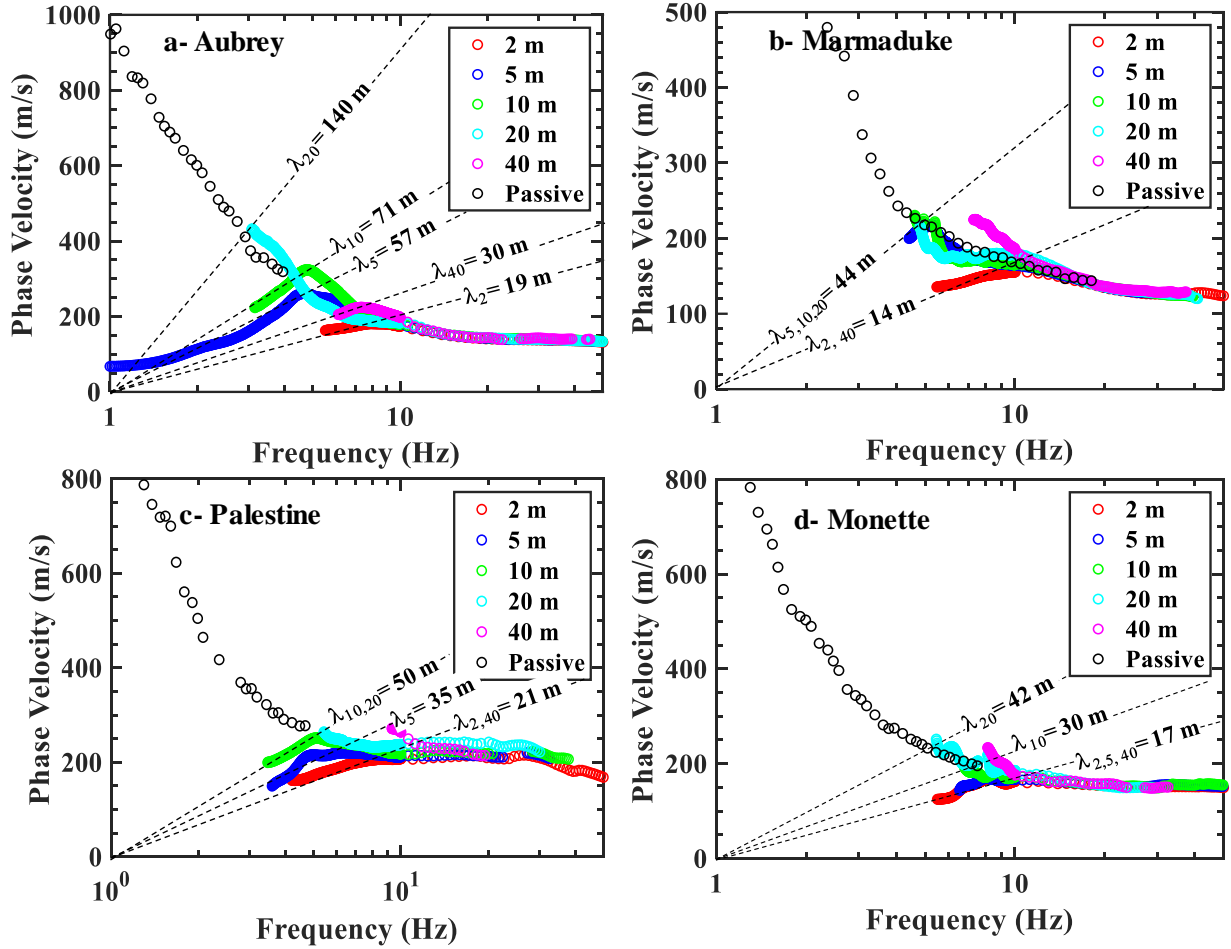 a- Aubrey
1000
800
600
400
200
0
1
10
Phase Velocity (m/s)
Frequency (Hz)
2 m
5 m
10 m
20 m
40 m
Passive
λ20= 140 m
λ10= 71 m
λ5= 57 m
λ40= 30 m
λ2= 19 m
b- Marmaduke
500
400
300
200
100
0
1
10
Phase Velocity (m/s)
Frequency (Hz)
2 m
5 m
10 m
20 m
40 m
Passive
λ5,10,20= 44 m
λ2, 40= 14 m
c- Palestine
800
600
400
200
0
10⁰
10¹
Phase Velocity (m/s)
Frequency (Hz)
2 m
5 m
10 m
20 m
40 m
Passive
λ10,20= 50 m
λ5= 35 m
λ2,40= 21 m
d- Monette
800
600
400
200
0
1
10
Phase Velocity (m/s)
Frequency (Hz)
2 m
5 m
10 m
20 m
40 m
Passive
λ20= 42 m
λ10= 30 m
λ2,5, 40= 17 m